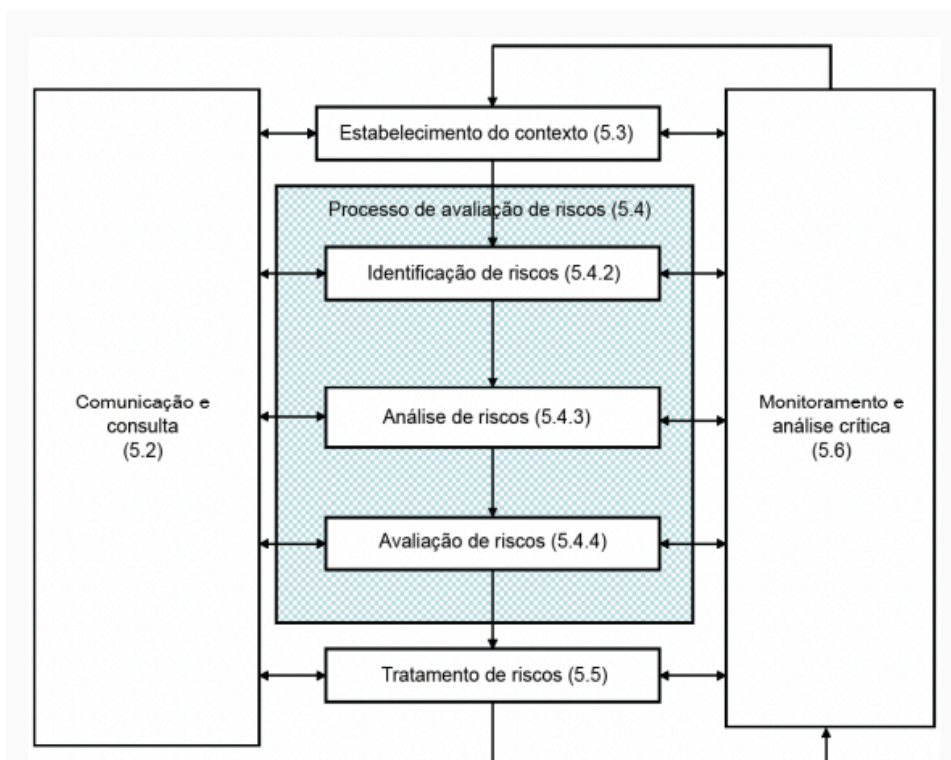 Estabelecimento do contexto (5.3)
Processo de avaliação de riscos (5.4)
Identificação de riscos (5.4.2)
Comunicação e
consulta
(5.2)
Análise de riscos (5.4.3)
Monitoramento e
análise crítica
(5.6)
Avaliação de riscos (5.4.4)
Tratamento de riscos (5.5)